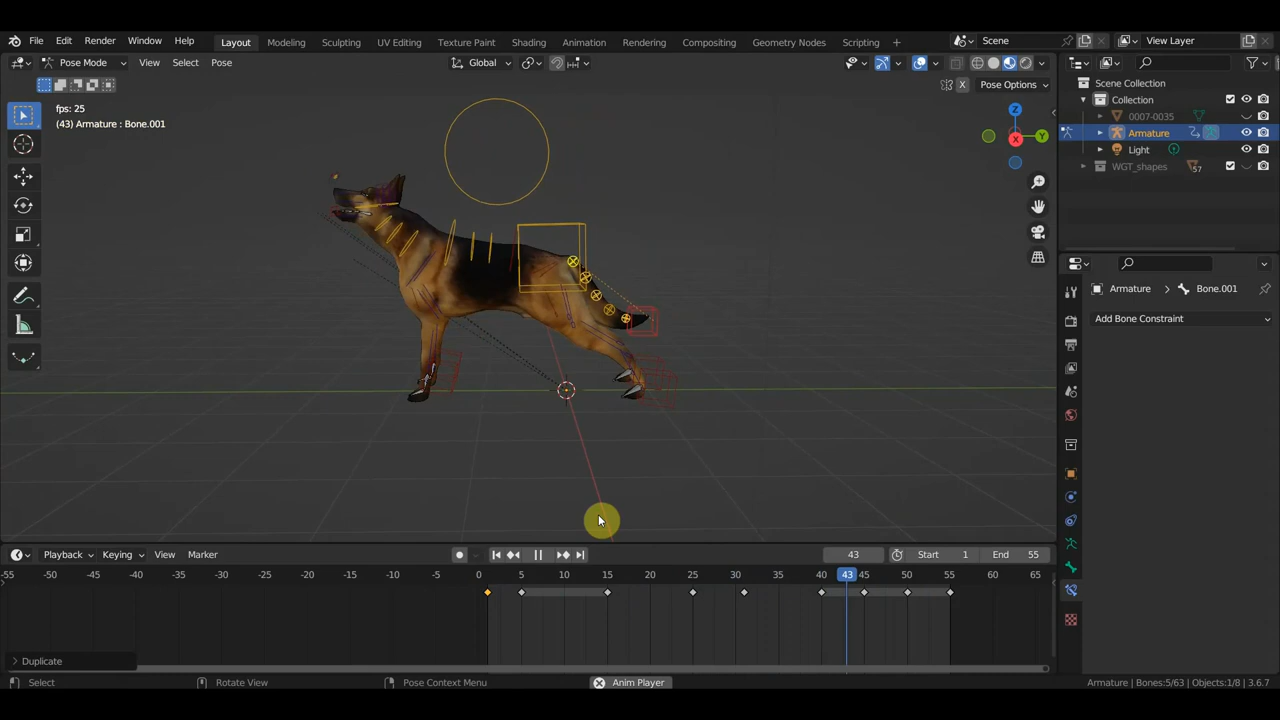 File Edit Render Window Help Layout Modeling Sculpting UV Editing Texture Paint Shading Animation Rendering Compositing Geometry Nodes Scripting + Scene View Layer
Pose Mode View Select Pose Global
X Pose Options
fps: 25
(43) Armature : Bone.001
Z
Y
X
Scene Collection
Collection
0007-0035
Armature
Light
WGT_shapes 57
Armature > Bone.001
Add Bone Constraint
Playback Keying View Marker 43 Start 1 End 55
-55 -50 -45 -40 -35 -30 -25 -20 -15 -10 -5 0 5 10 15 20 25 30 35 40 43 45 50 55 60 65
> Duplicate
Select Rotate View Pose Context Menu Anim Player Armature | Bones:5/63 | Objects:1/8 | 3.6.7